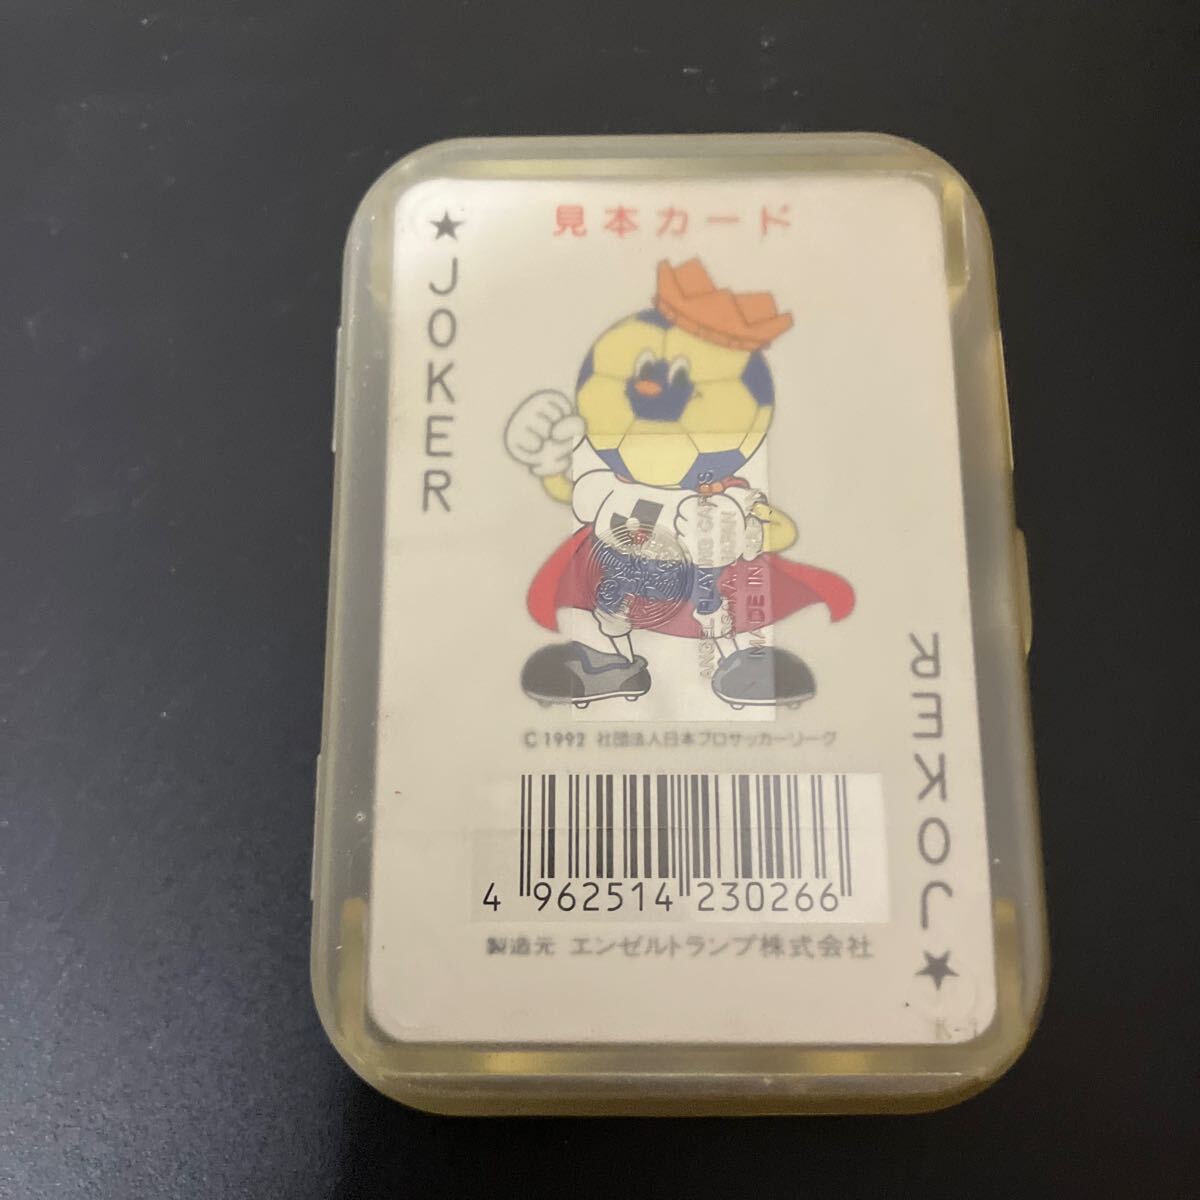 見本カード
★JOKER
ANGEL PLAYING CARDS
OSAKA, JAPAN
MADE IN
C 1992 社団法人日本プロサッカーリーグ
4 962514 230266
製造元 エンゼルトランプ株式会社
JOKER★
K-1